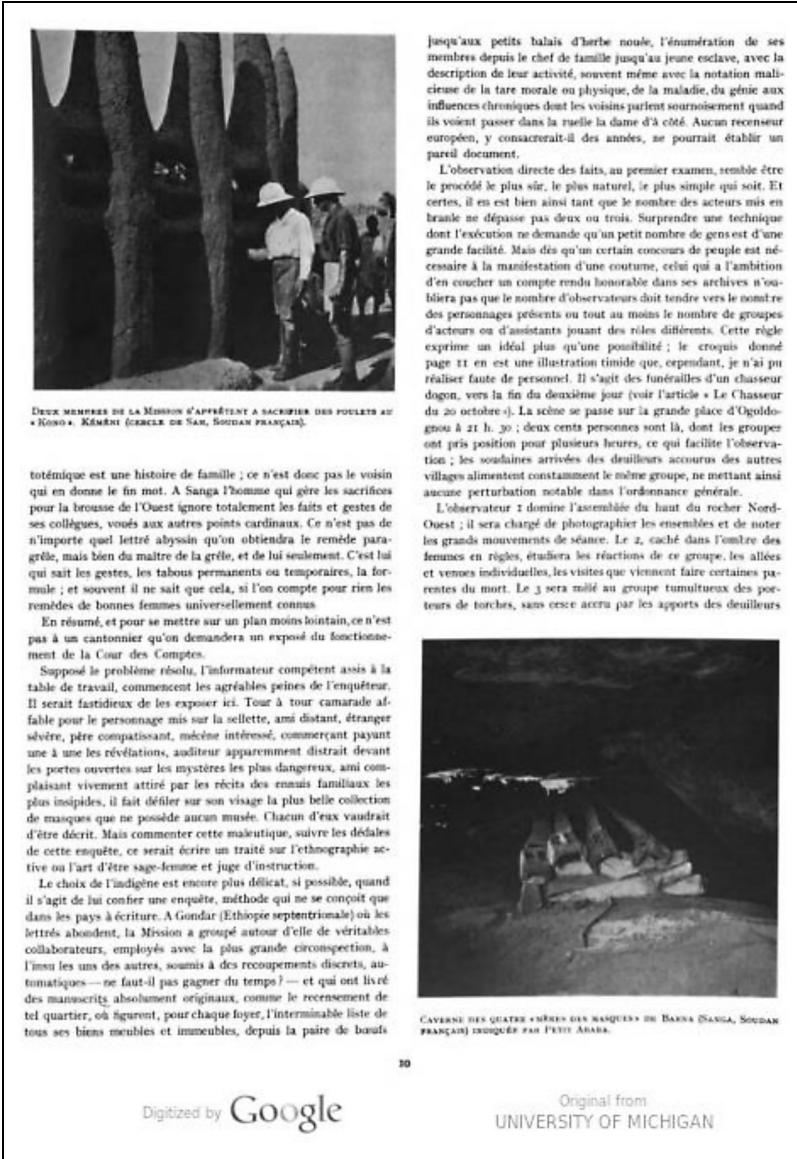 DEUX MEMBRES DE LA MISSION S'APPRÊTENT A SACRIFIER DES POULETS AU
« KONO ». KÉMÉNI (CERCLE DE SAN, SOUDAN FRANÇAIS).
totémique est une histoire de famille ; ce n'est donc pas le voisin
qui en donne le fin mot. A Sanga l'homme qui gère les sacrifices
pour la brousse de l'Ouest ignore totalement les faits et gestes de
ses collègues, voués aux autres points cardinaux. Ce n'est pas de
n'importe quel lettré abyssin qu'on obtiendra le remède para-
grêle, mais bien du maître de la grêle, et de lui seulement. C'est lui
qui sait les gestes, les tabous permanents ou temporaires, la for-
mule ; et souvent il ne sait que cela, si l'on compte pour rien les
remèdes de bonnes femmes universellement connus
En résumé, et pour se mettre sur un plan moins lointain, ce n'est
pas à un cantonnier qu'on demandera un exposé du fonctionne-
ment de la Cour des Comptes.
Supposé le problème résolu, l'informateur compétent assis à la
table de travail, commencent les agréables peines de l'enquêteur.
Il serait fastidieux de les exposer ici. Tour à tour camarade af-
fable pour le personnage mis sur la sellette, ami distant, étranger
sévère, père compatissant, mécène intéressé, commerçant payant
une à une les révélations, auditeur apparemment distrait devant
les portes ouvertes sur les mystères les plus dangereux, ami com-
plaisant vivement attiré par les récits des ennuis familiaux les
plus insipides, il fait défiler sur son visage la plus belle collection
de masques que ne possède aucun musée. Chacun d'eux vaudrait
d'être décrit. Mais commenter cette maïeutique, suivre les dédales
de cette enquête, ce serait écrire un traité sur l'ethnographie ac-
tive ou l'art d'être sage-femme et juge d'instruction.
Le choix de l'indigène est encore plus délicat, si possible, quand
il s'agit de lui confier une enquête, méthode qui ne se conçoit que
dans les pays à écriture. A Gondar (Ethiopie septentrionale) où les
lettrés abondent, la Mission a groupé autour d'elle de véritables
collaborateurs, employés avec la plus grande circonspection, à
l'insu les uns des autres, soumis à des recoupements discrets, au-
tomatiques — ne faut-il pas gagner du temps ? — et qui ont livré
des manuscrits absolument originaux, comme le recensement de
tel quartier, où figurent, pour chaque foyer, l'interminable liste de
tous ses biens meubles et immeubles, depuis la paire de bœufs
jusqu'aux petits balais d'herbe nouée, l'énumération de ses
membres depuis le chef de famille jusqu'au jeune esclave, avec la
description de leur activité, souvent même avec la notation mali-
cieuse de la tare morale ou physique, de la maladie, du génie aux
influences chroniques dont les voisins parlent sournoisement quand
ils voient passer dans la ruelle la dame d'à côté. Aucun recenseur
européen, y consacrerait-il des années, ne pourrait établir un
pareil document.
L'observation directe des faits, au premier examen, semble être
le procédé le plus sûr, le plus naturel, le plus simple qui soit. Et
certes, il en est bien ainsi tant que le nombre des acteurs mis en
branle ne dépasse pas deux ou trois. Surprendre une technique
dont l'exécution ne demande qu'un petit nombre de gens est d'une
grande facilité. Mais dès qu'un certain concours de peuple est né-
cessaire à la manifestation d'une coutume, celui qui a l'ambition
d'en coucher un compte rendu honorable dans ses archives n'ou-
bliera pas que le nombre d'observateurs doit tendre vers le nombre
des personnages présents ou tout au moins le nombre de groupes
d'acteurs ou d'assistants jouant des rôles différents. Cette règle
exprime un idéal plus qu'une possibilité ; le croquis donné
page 11 en est une illustration timide que, cependant, je n'ai pu
réaliser faute de personnel. Il s'agit des funérailles d'un chasseur
dogon, vers la fin du deuxième jour (voir l'article « Le Chasseur
du 20 octobre »). La scène se passe sur la grande place d'Ogoldo-
gnou à 21 h. 30 ; deux cents personnes sont là, dont les groupes
ont pris position pour plusieurs heures, ce qui facilite l'observa-
tion ; les soudaines arrivées des deuilleurs accourus des autres
villages alimentent constamment le même groupe, ne mettant ainsi
aucune perturbation notable dans l'ordonnance générale.
L'observateur 1 domine l'assemblée du haut du rocher Nord-
Ouest ; il sera chargé de photographier les ensembles et de noter
les grands mouvements de séance. Le 2, caché dans l'ombre des
femmes en règles, étudiera les réactions de ce groupe, les allées
et venues individuelles, les visites que viennent faire certaines pa-
rentes du mort. Le 3 sera mêlé au groupe tumultueux des por-
teurs de torches, sans cesse accru par les apports des deuilleurs
CAVERNE DES QUATRE « MÈRES DES MASQUES » DE BARNA (SANGA, SOUDAN
FRANÇAIS) INDIQUÉE PAR PETIT ABARA.
10
Digitized by Google
Original from
UNIVERSITY OF MICHIGAN